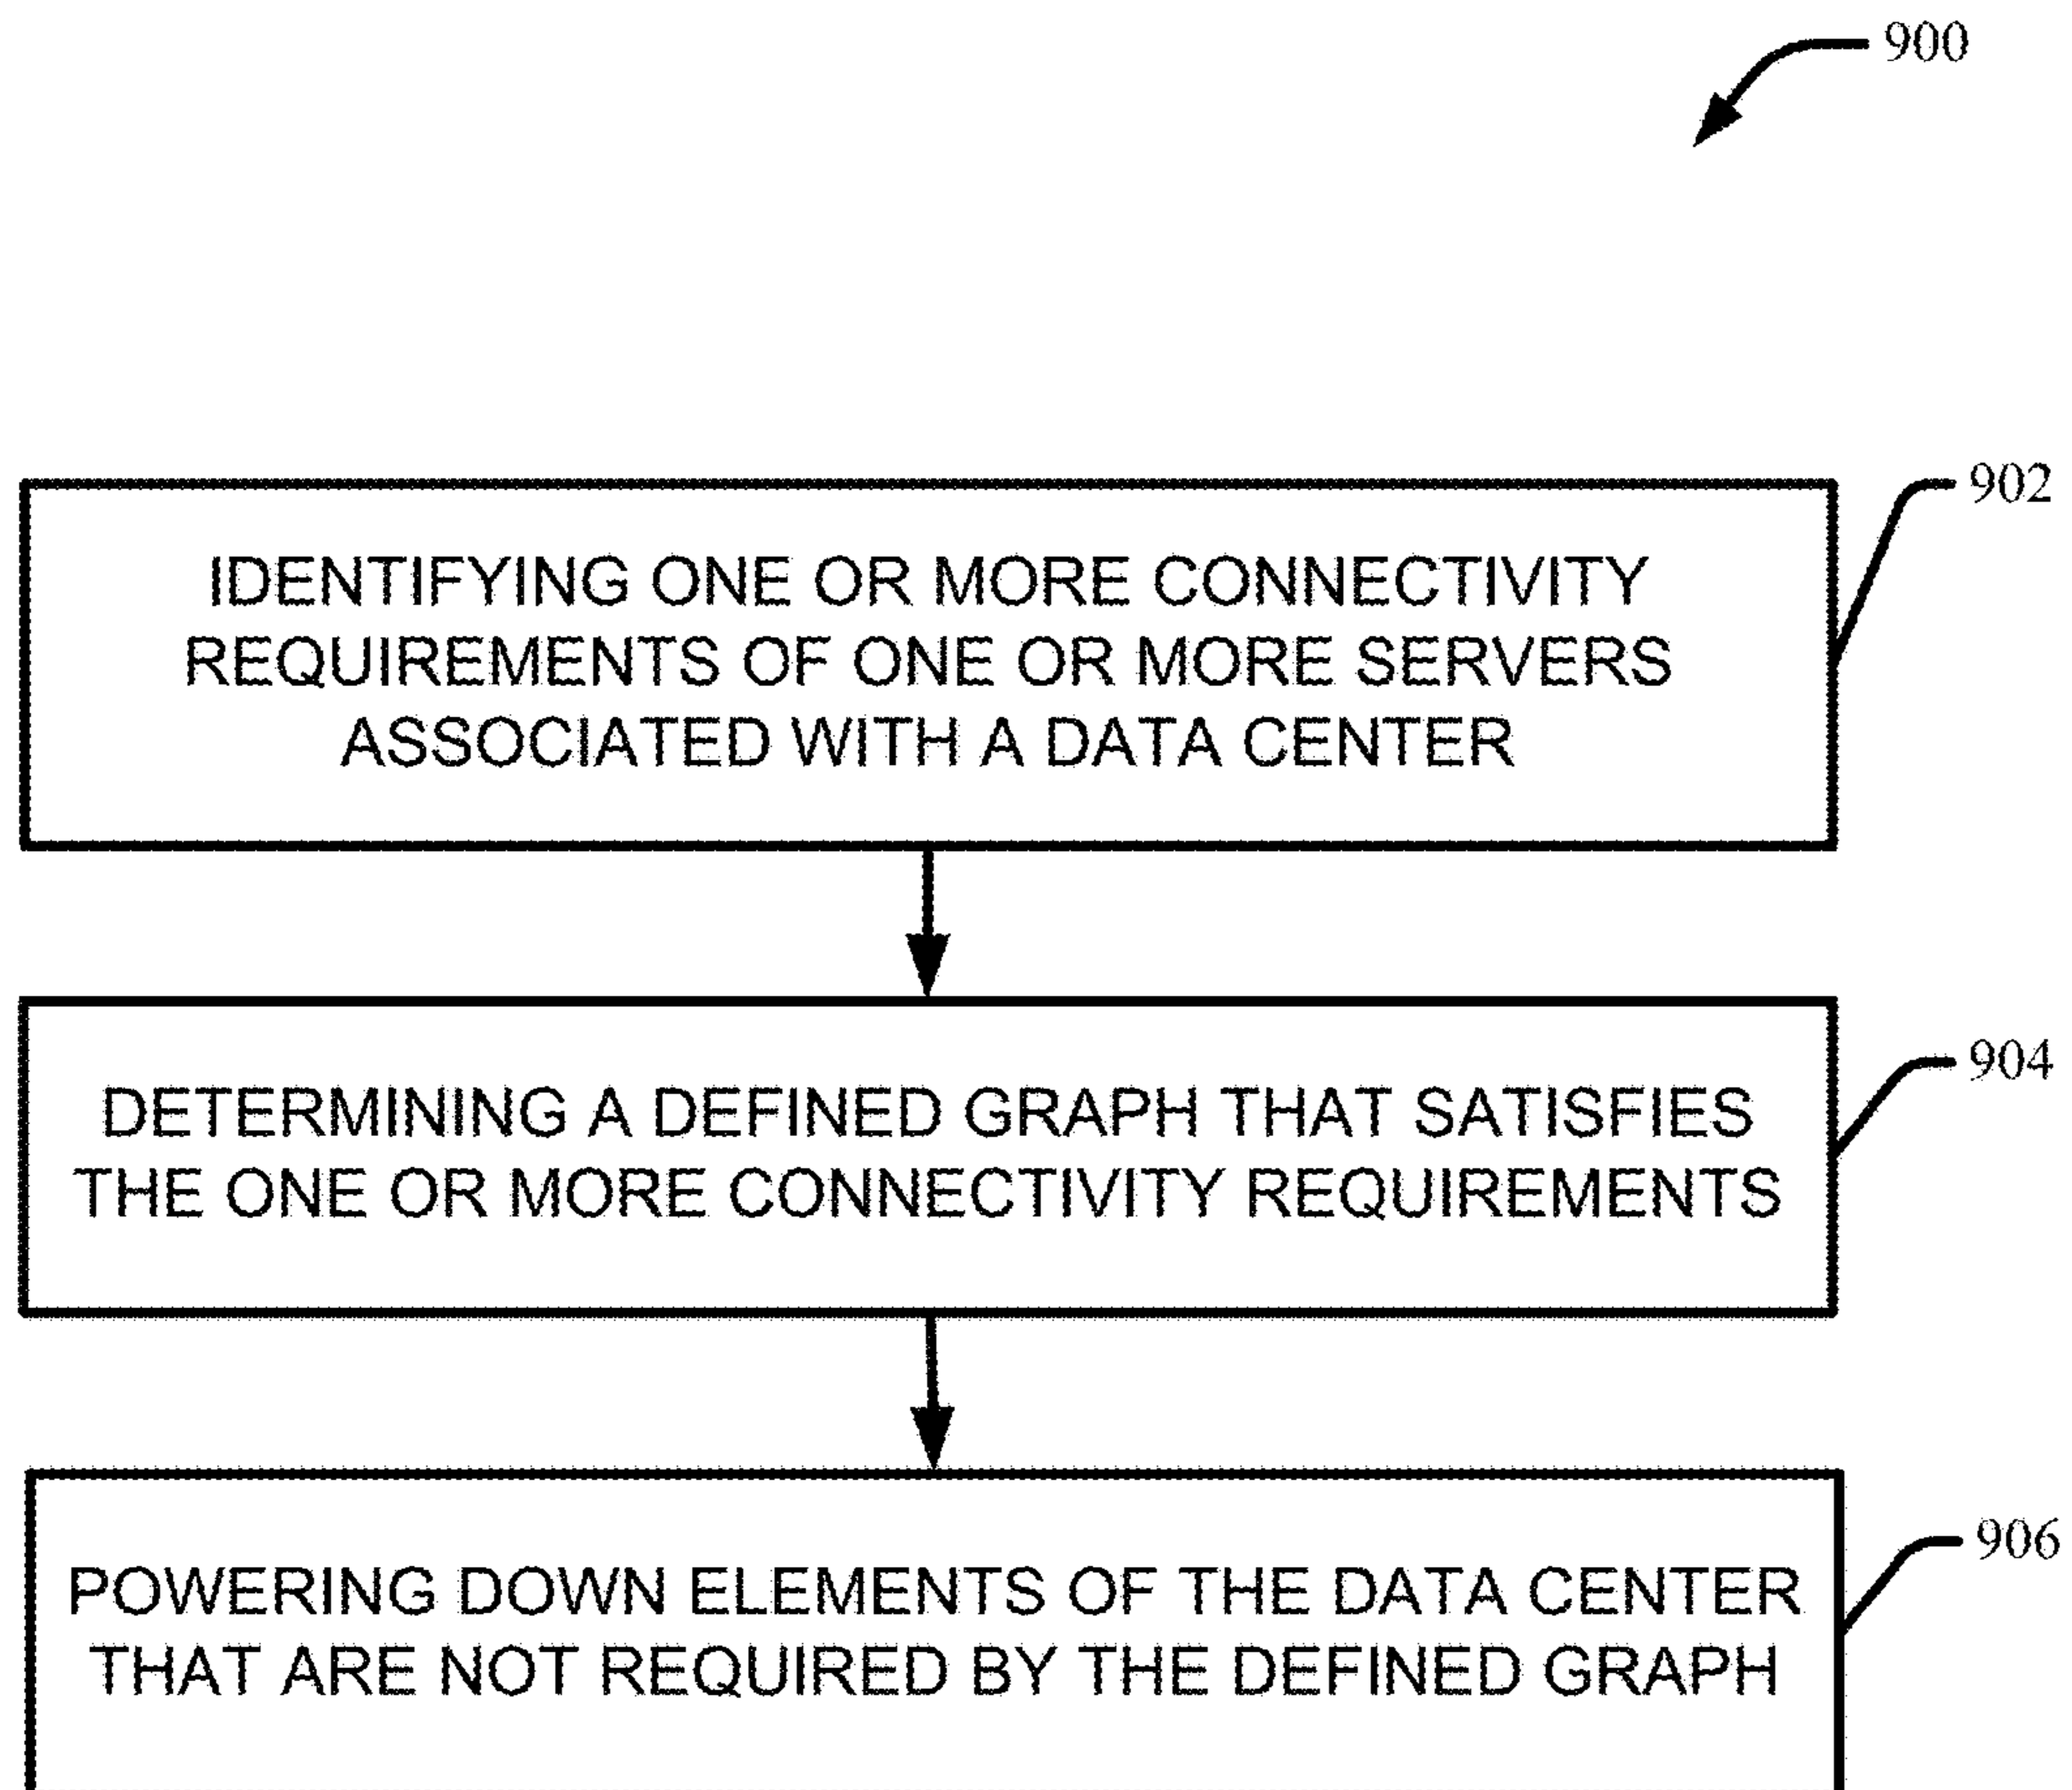 900
902
IDENTIFYING ONE OR MORE CONNECTIVITY
REQUIREMENTS OF ONE OR MORE SERVERS
ASSOCIATED WITH A DATA CENTER
904
DETERMINING A DEFINED GRAPH THAT SATISFIES
THE ONE OR MORE CONNECTIVITY REQUIREMENTS
906
POWERING DOWN ELEMENTS OF THE DATA CENTER
THAT ARE NOT REQUIRED BY THE DEFINED GRAPH